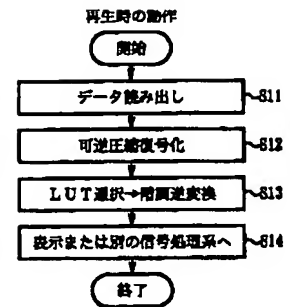 再生時の動作
開始
データ読み出し
S11
可逆圧縮復号化
S12
LUT選択→階調逆変換
S13
表示または別の信号処理系へ
S14
終了